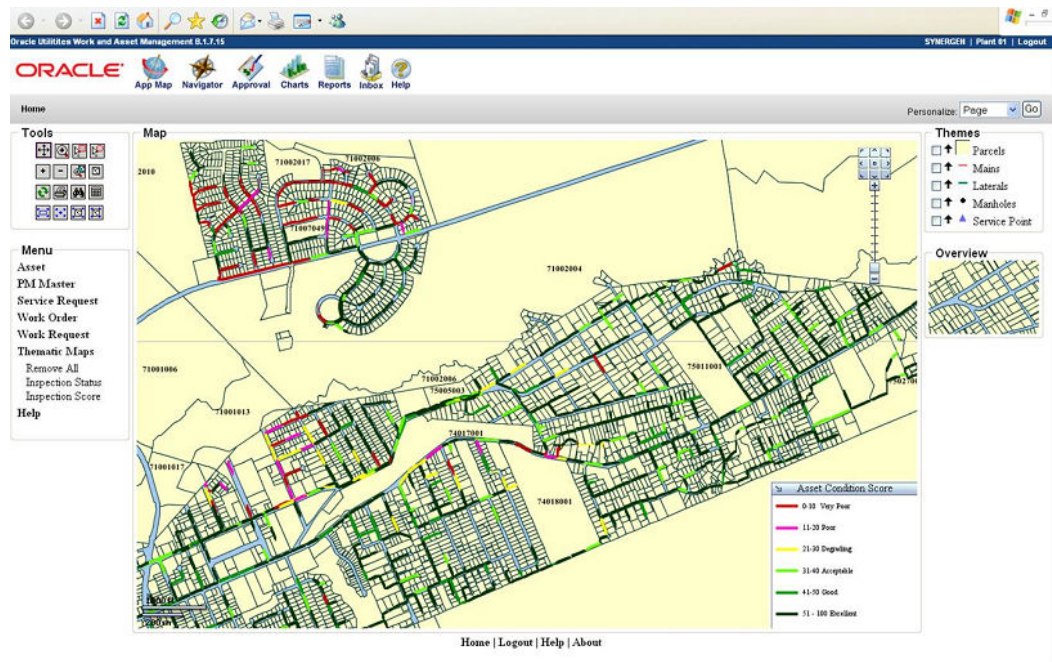 Oracle Utilitites Work and Asset Management 8.1.7.15
SYNERGEN | Plant 01 | Logout
ORACLE
App Map Navigator Approval Charts Reports Inbox Help
Home
Personalize: Page Go
Tools
Map
Themes
Parcels
Mains
Laterals
Manholes
Service Point
Overview
Menu
Asset
PM Master
Service Request
Work Order
Work Request
Thematic Maps
Remove All
Inspection Status
Inspection Score
Help
2010
71002017
71002006
71007049
71002004
71001006
71002006
75005003
75011001
71001013
74017001
71001017
74018001
Asset Condition Score
0-10 Very Poor
11-20 Poor
21-30 Degrading
31-40 Acceptable
41-50 Good
51 - 100 Excellent
Home | Logout | Help | About